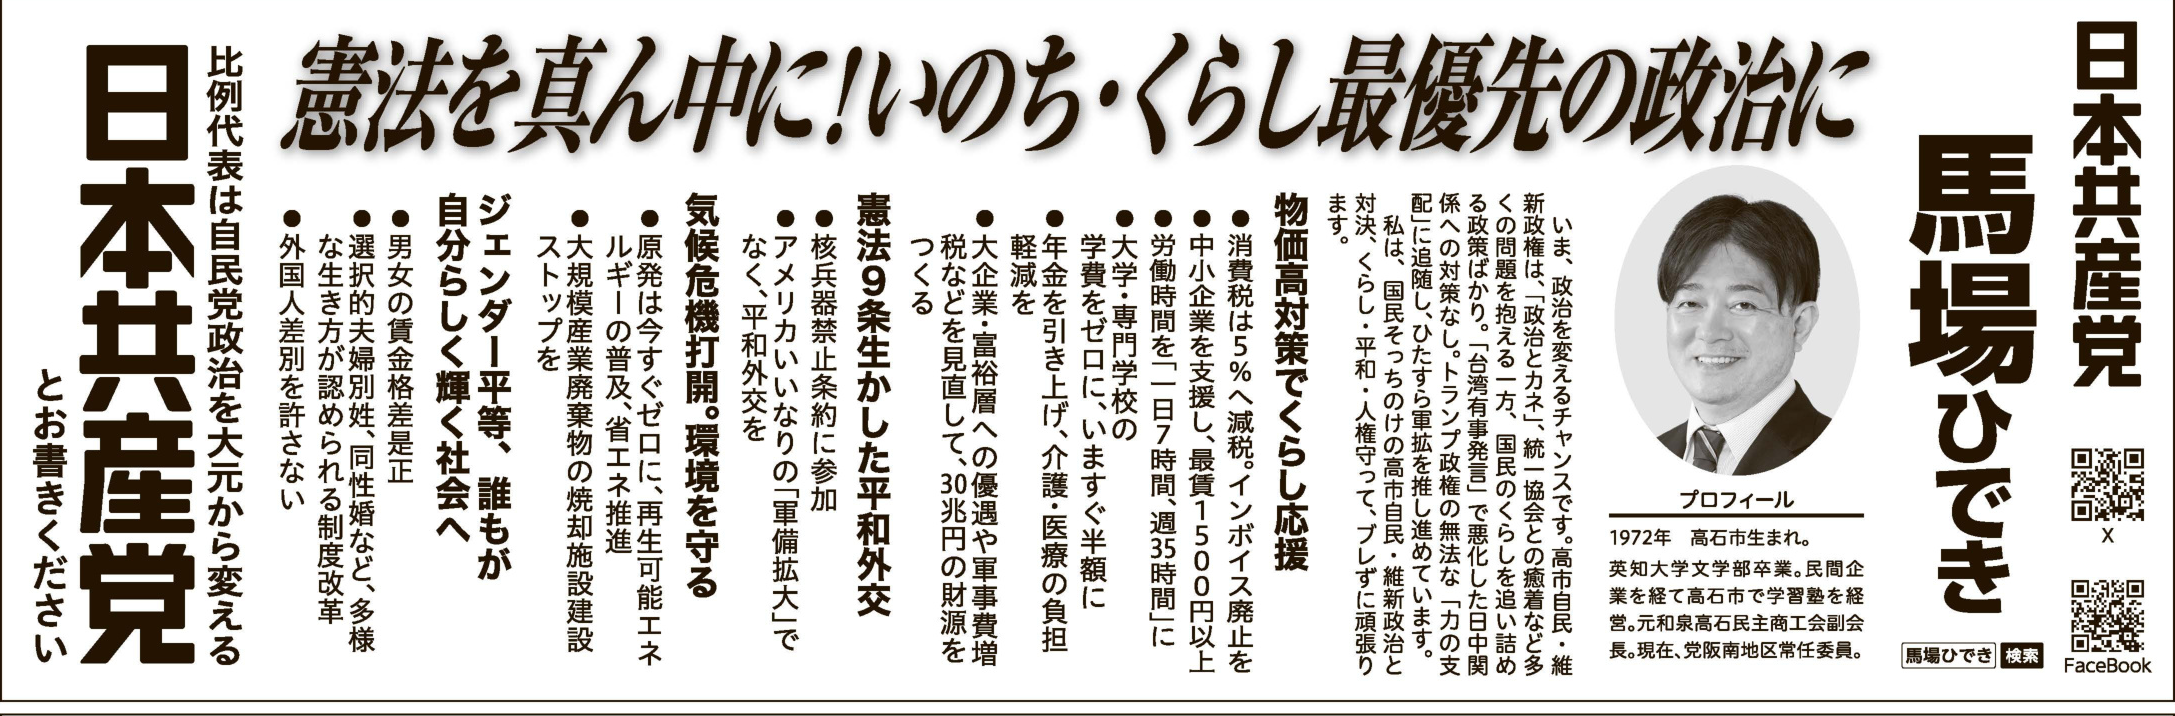 日本共産党
馬場ひでき
X
FaceBook
馬場ひでき 検索
憲法を真ん中に！いのち・くらし最優先の政治に
プロフィール
1972年　高石市生まれ。
英知大学文学部卒業。民間企
業を経て高石市で学習塾を経
営。元和泉高石民主商工会副会
長。現在、党阪南地区常任委員。
いま、政治を変えるチャンスです。高市自民・維
新政権は、「政治とカネ」、統一協会との癒着など多
くの問題を抱える一方、国民のくらしを追い詰め
る政策ばかり。「台湾有事発言」で悪化した日中関
係への対策なし。トランプ政権の無法な「力の支
配」に追随し、ひたすら軍拡を推し進めています。
私は、国民そっちのけの高市自民・維新政治と
対決、くらし・平和・人権守って、ブレずに頑張り
ます。
物価高対策でくらし応援
●消費税は5％へ減税。インボイス廃止を
●中小企業を支援し、最賃1500円以上
●労働時間を「一日7時間、週35時間」に
●大学・専門学校の
学費をゼロに、いますぐ半額に
●年金を引き上げ、介護・医療の負担
軽減を
●大企業・富裕層への優遇や軍事費増
税などを見直して、30兆円の財源を
つくる
憲法9条生かした平和外交
●核兵器禁止条約に参加
●アメリカいいなりの「軍備拡大」で
なく、平和外交を
気候危機打開。環境を守る
●原発は今すぐゼロに、再生可能エネ
ルギーの普及、省エネ推進
●大規模産業廃棄物の焼却施設建設
ストップを
ジェンダー平等、誰もが
自分らしく輝く社会へ
●男女の賃金格差是正
●選択的夫婦別姓、同性婚など、多様
な生き方が認められる制度改革
●外国人差別を許さない
比例代表は自民党政治を大元から変える
日本共産党
とお書きください